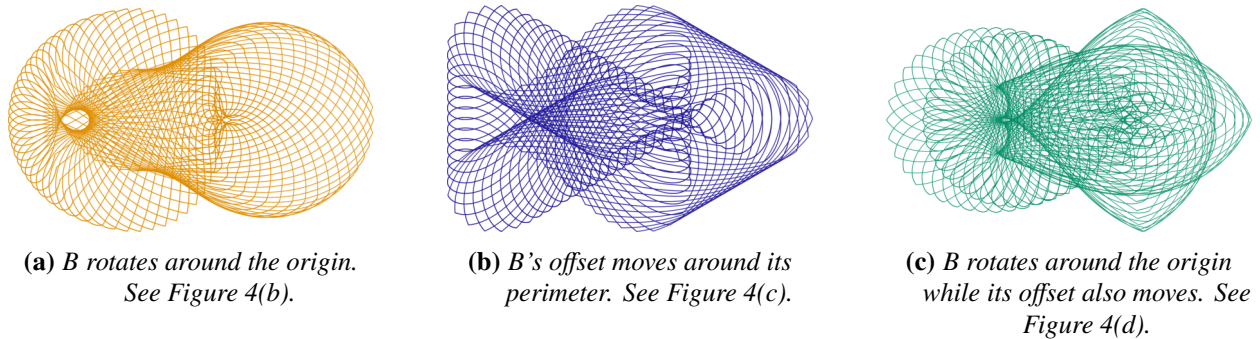 (a) B rotates around the origin.
See Figure 4(b).
(b) B's offset moves around its
perimeter. See Figure 4(c).
(c) B rotates around the origin
while its offset also moves. See
Figure 4(d).